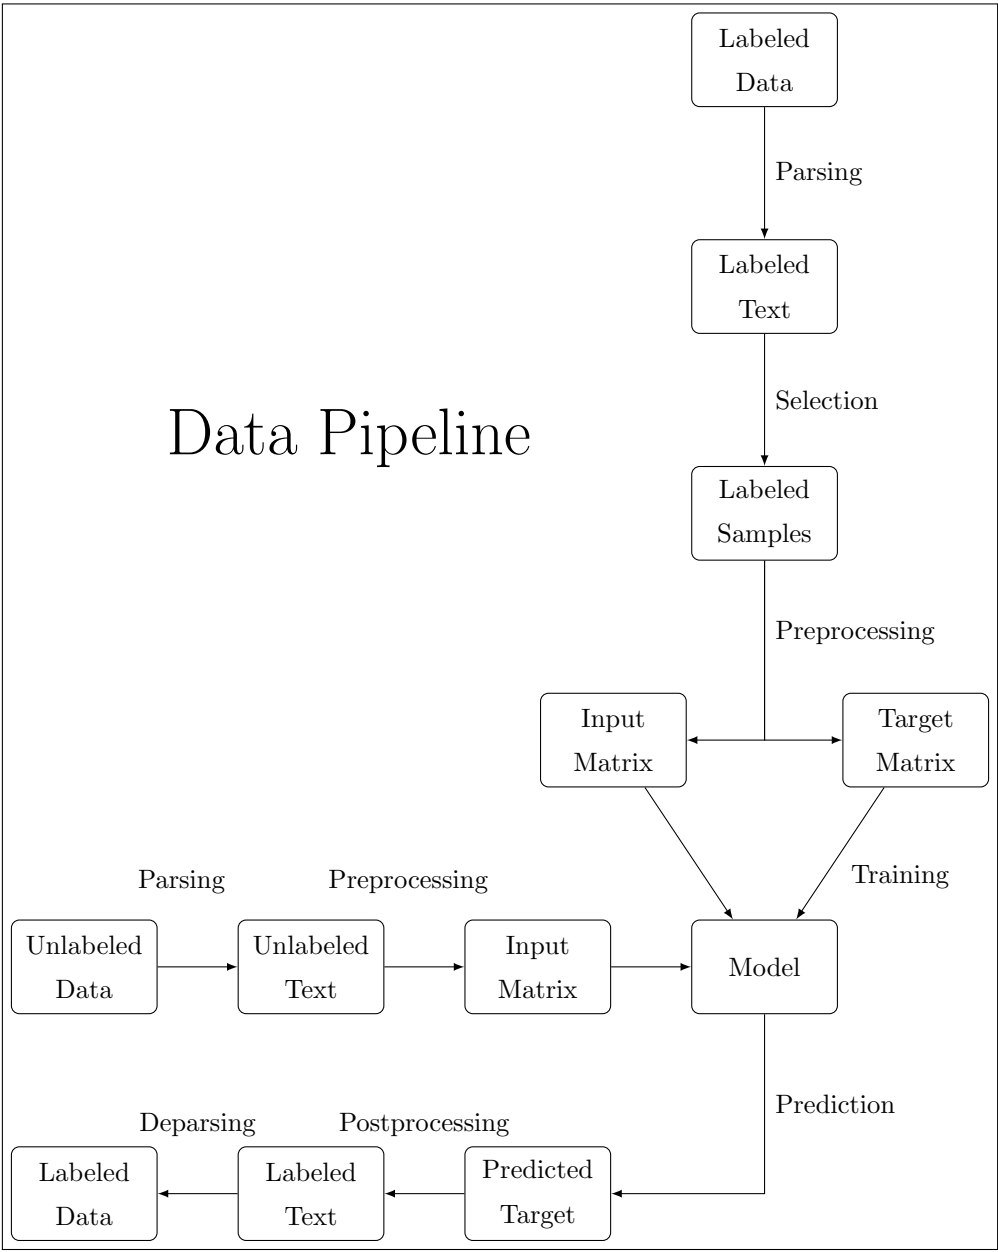 Labeled
Data
Parsing
Labeled
Text
Selection
Data Pipeline
Labeled
Samples
Preprocessing
Input
Matrix
Target
Matrix
Training
Parsing
Preprocessing
Unlabeled
Data
Unlabeled
Text
Input
Matrix
Model
Prediction
Deparsing
Postprocessing
Labeled
Data
Labeled
Text
Predicted
Target